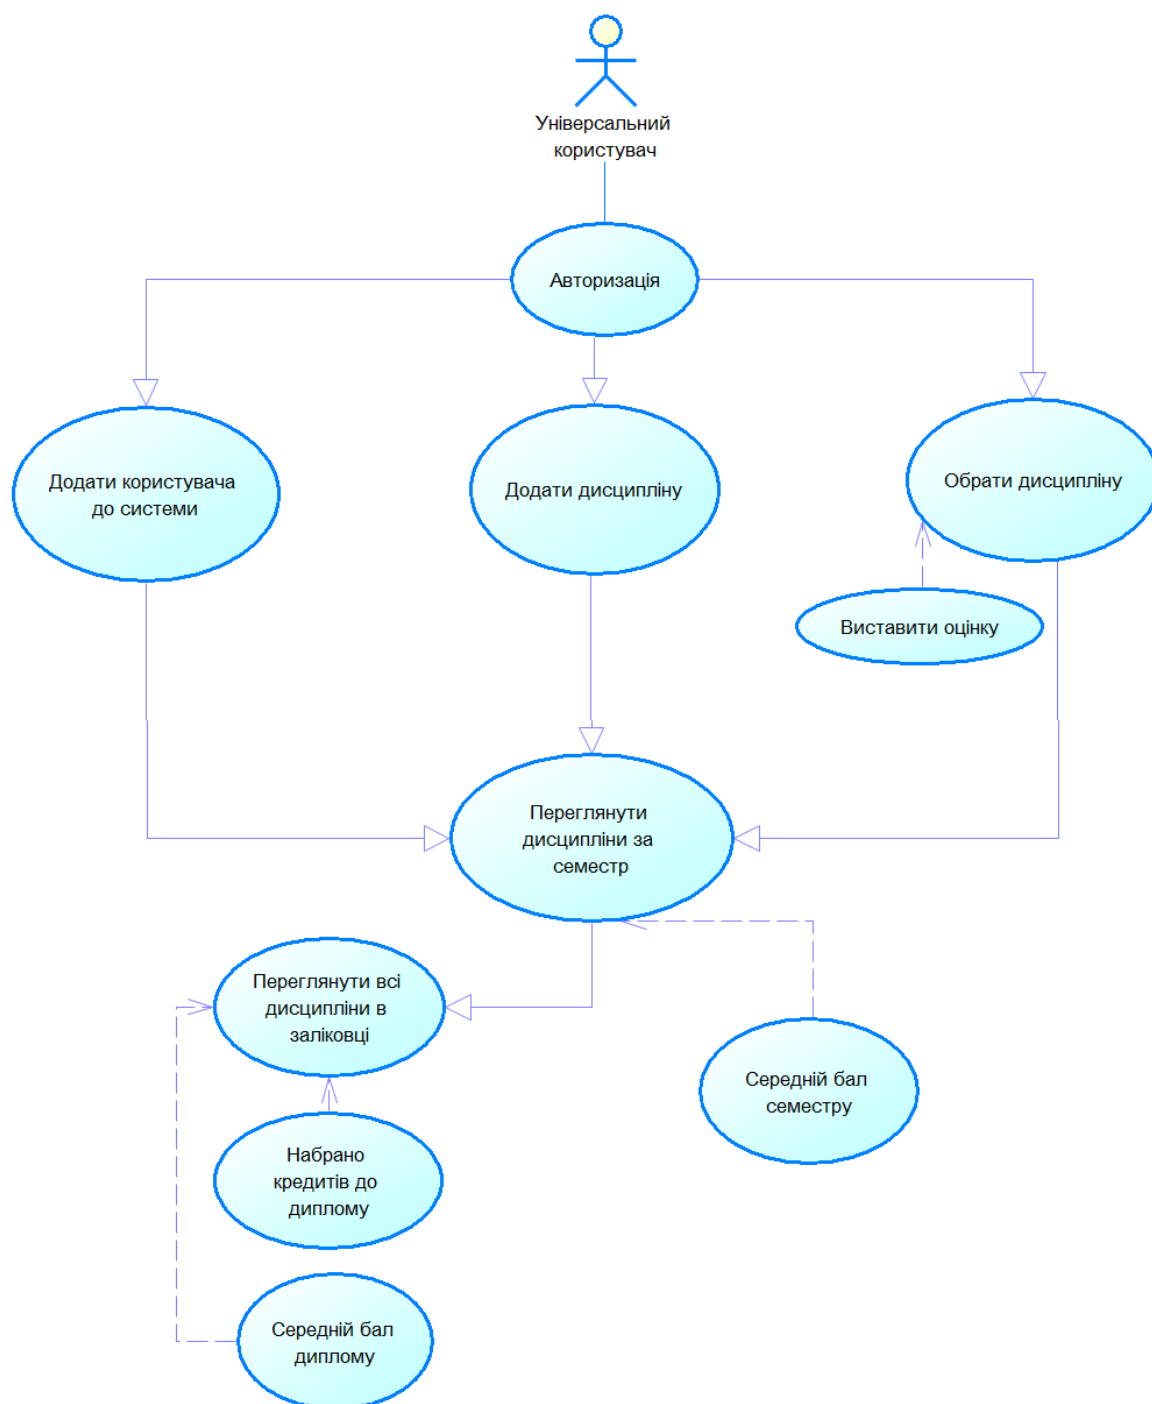 Універсальний
користувач
Авторизація
Додати користувача
до системи
Додати дисципліну
Обрати дисципліну
Виставити оцінку
Переглянути
дисципліни за
семестр
Переглянути всі
дисципліни в
заліковці
Середній бал
семестру
Набрано
кредитів до
диплому
Середній бал
диплому